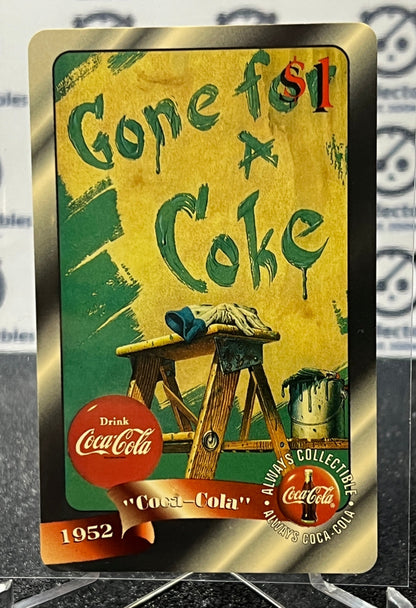 Gone for
$1
A
Coke
Drink
Coca-Cola
"Coca-Cola"
1952
• ALWAYS COLLECTIBLE •
ALWAYS COCA-COLA
Coca-Cola